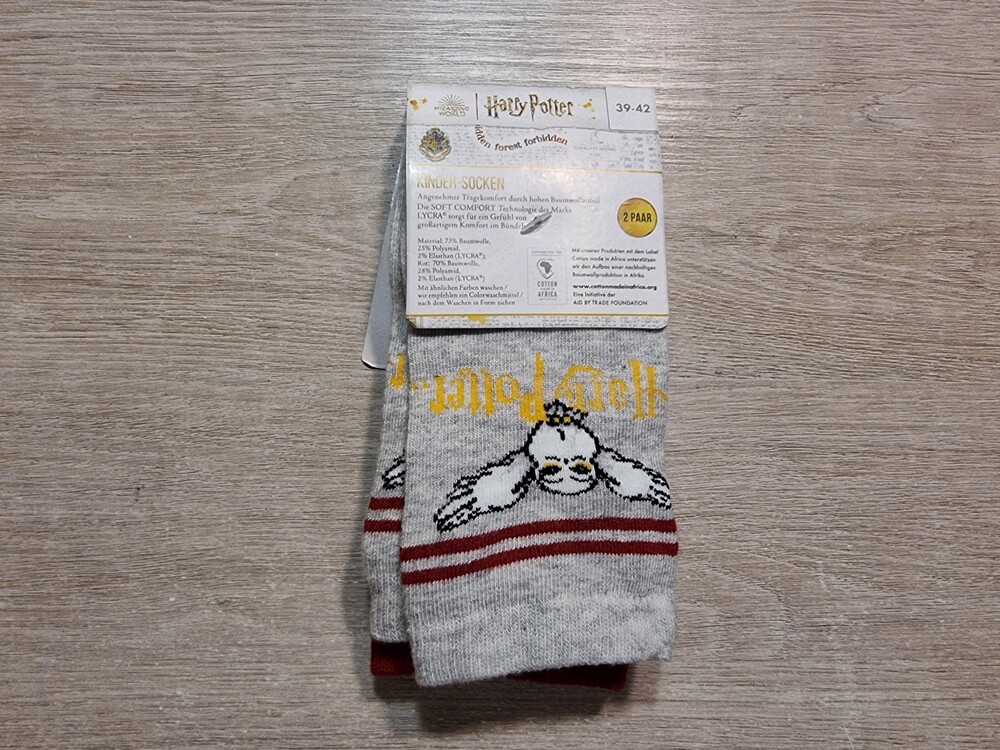 WIZARDING WORLD
Harry Potter
39-42
forest forbidden
KINDER-SOCKEN
Angenehmer Tragekomfort durch hohen Baumwollanteil
Die SOFT COMFORT Technologie der Marke
LYCRA® sorgt für ein Gefühl von
großartigem Komfort im
2 PAAR
Material: 73% Baumwolle,
25% Polyamid,
2% Elasthan (LYCRA®);
Rot: 70% Baumwolle,
28% Polyamid,
2% Elasthan (LYCRA®)
Mit ähnlichen Farben waschen /
wir empfehlen ein Colorwaschmittel /
nach dem Waschen in Form ziehen
COTTON
MADE IN
AFRICA
Mit unseren Produkten mit dem Label
Cotton made in Africa unterstützen
wir den Aufbau einer nachhaltigen
Baumwollproduktion in Afrika.
www.cottonmadeinafrica.org
Eine Initiative der
AID BY TRADE FOUNDATION
Harry Potter